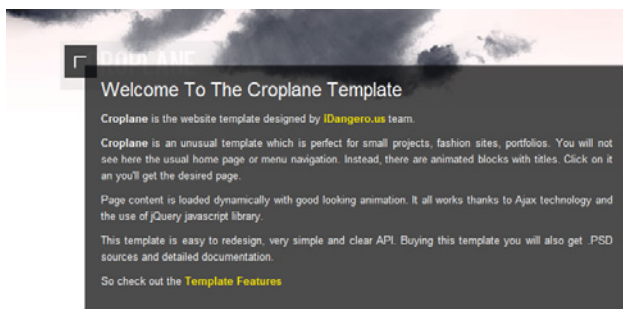 CROPLANE
Welcome To The Croplane Template
Croplane is the website template designed by iDangero.us team.
Croplane is an unusual template which is perfect for small projects, fashion sites, portfolios. You will not
see here the usual home page or menu navigation. Instead, there are animated blocks with titles. Click on it
an you'll get the desired page.
Page content is loaded dynamically with good looking animation. It all works thanks to Ajax technology and
the use of jQuery javascript library.
This template is easy to redesign, very simple and clear API. Buying this template you will also get .PSD
sources and detailed documentation.
So check out the Template Features